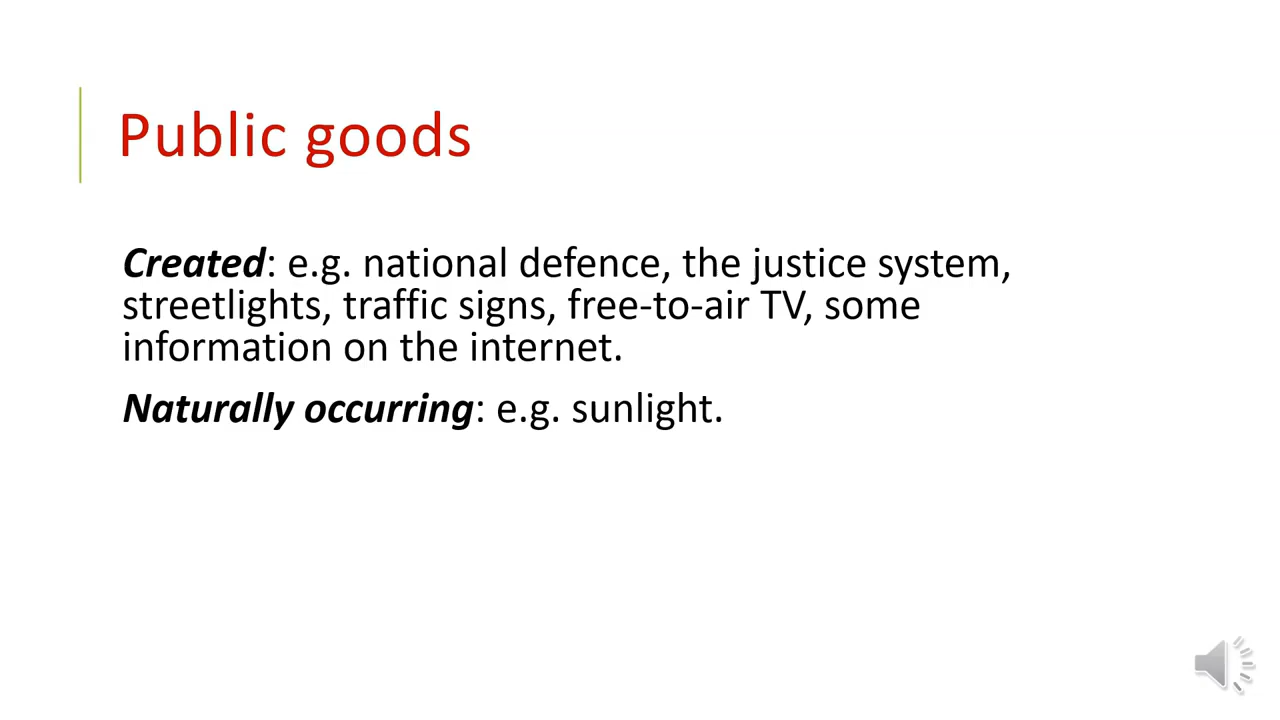 Public goods
Created: e.g. national defence, the justice system,
streetlights, traffic signs, free-to-air TV, some
information on the internet.
Naturally occurring: e.g. sunlight.